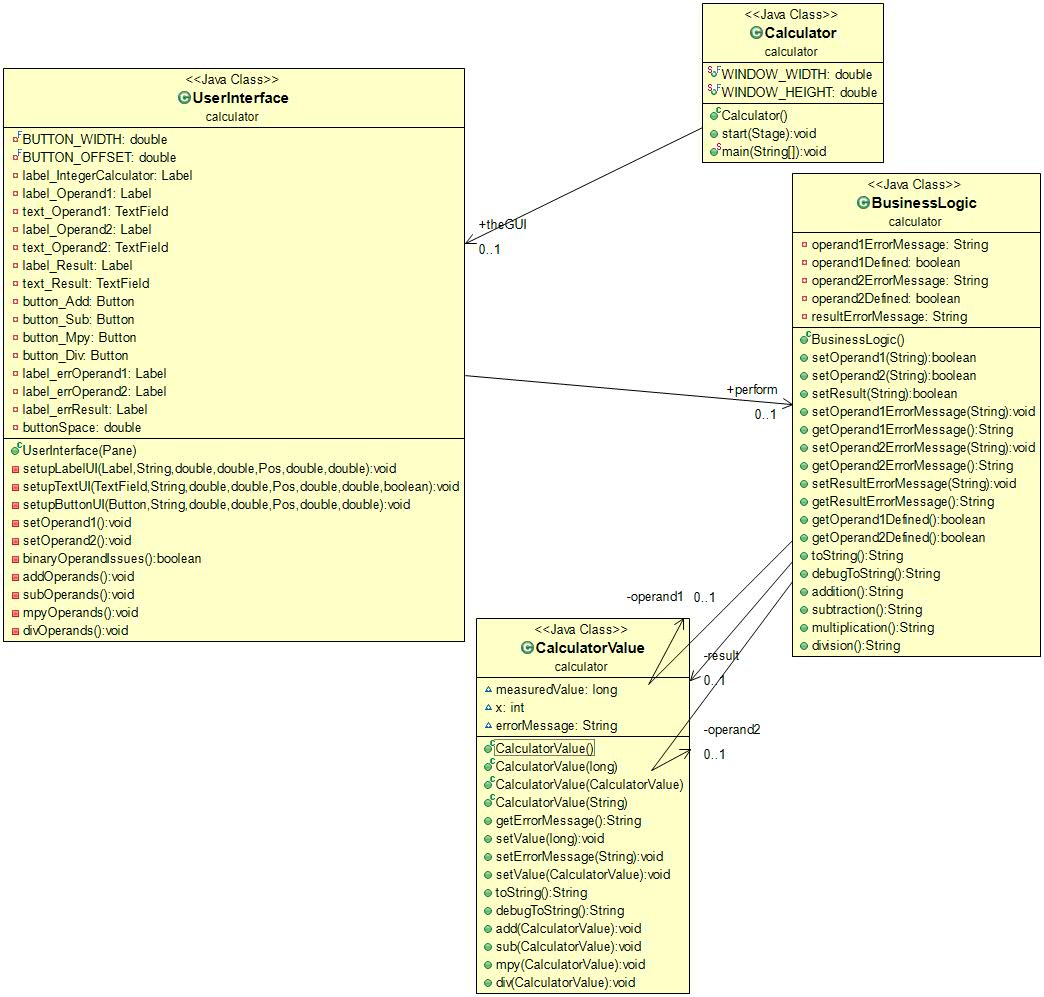 <<Java Class>>
Calculator
calculator
WINDOW_WIDTH: double
WINDOW_HEIGHT: double
Calculator()
start(Stage):void
main(String[]):void
<<Java Class>>
UserInterface
calculator
BUTTON_WIDTH: double
BUTTON_OFFSET: double
label_IntegerCalculator: Label
label_Operand1: Label
text_Operand1: TextField
label_Operand2: Label
text_Operand2: TextField
label_Result: Label
text_Result: TextField
button_Add: Button
button_Sub: Button
button_Mpy: Button
button_Div: Button
label_errOperand1: Label
label_errOperand2: Label
label_errResult: Label
buttonSpace: double
UserInterface(Pane)
setupLabelUI(Label,String,double,double,Pos,double,double):void
setupTextUI(TextField,String,double,double,Pos,double,double,boolean):void
setupButtonUI(Button,String,double,double,Pos,double,double):void
setOperand1():void
setOperand2():void
binaryOperandIssues():boolean
addOperands():void
subOperands():void
mpyOperands():void
divOperands():void
+theGUI
0..1
+perform
0..1
<<Java Class>>
BusinessLogic
calculator
operand1ErrorMessage: String
operand1Defined: boolean
operand2ErrorMessage: String
operand2Defined: boolean
resultErrorMessage: String
BusinessLogic()
setOperand1(String):boolean
setOperand2(String):boolean
setResult(String):boolean
setOperand1ErrorMessage(String):void
getOperand1ErrorMessage():String
setOperand2ErrorMessage(String):void
getOperand2ErrorMessage():String
setResultErrorMessage(String):void
getResultErrorMessage():String
getOperand1Defined():boolean
getOperand2Defined():boolean
toString():String
debugToString():String
addition():String
subtraction():String
multiplication():String
division():String
-operand1 0..1
-result
0..1
-operand2
0..1
<<Java Class>>
CalculatorValue
calculator
measuredValue: long
x: int
errorMessage: String
CalculatorValue()
CalculatorValue(long)
CalculatorValue(CalculatorValue)
CalculatorValue(String)
getErrorMessage():String
setValue(long):void
setErrorMessage(String):void
setValue(CalculatorValue):void
toString():String
debugToString():String
add(CalculatorValue):void
sub(CalculatorValue):void
mpy(CalculatorValue):void
div(CalculatorValue):void